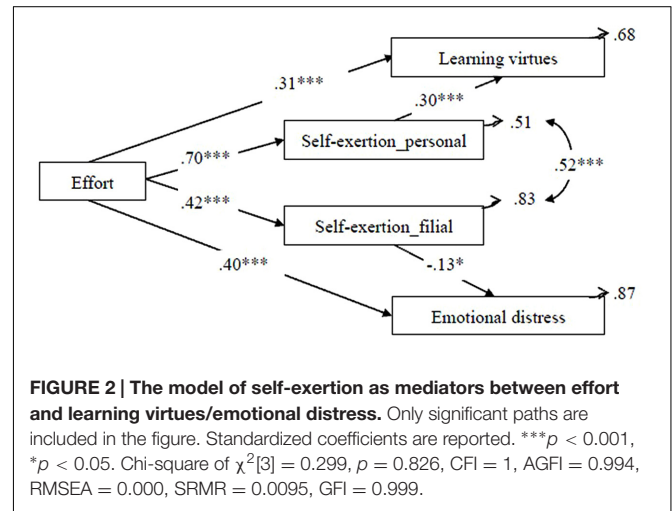 .68
Learning virtues
.31***
.30***
.51
Self-exertion_personal
.70***
.52***
Effort
.42***
.83
Self-exertion_filial
.40***
-.13*
.87
Emotional distress
FIGURE 2 | The model of self-exertion as mediators between effort
and learning virtues/emotional distress. Only significant paths are
included in the figure. Standardized coefficients are reported. ***p < 0.001,
*p < 0.05. Chi-square of χ²[3] = 0.299, p = 0.826, CFI = 1, AGFI = 0.994,
RMSEA = 0.000, SRMR = 0.0095, GFI = 0.999.